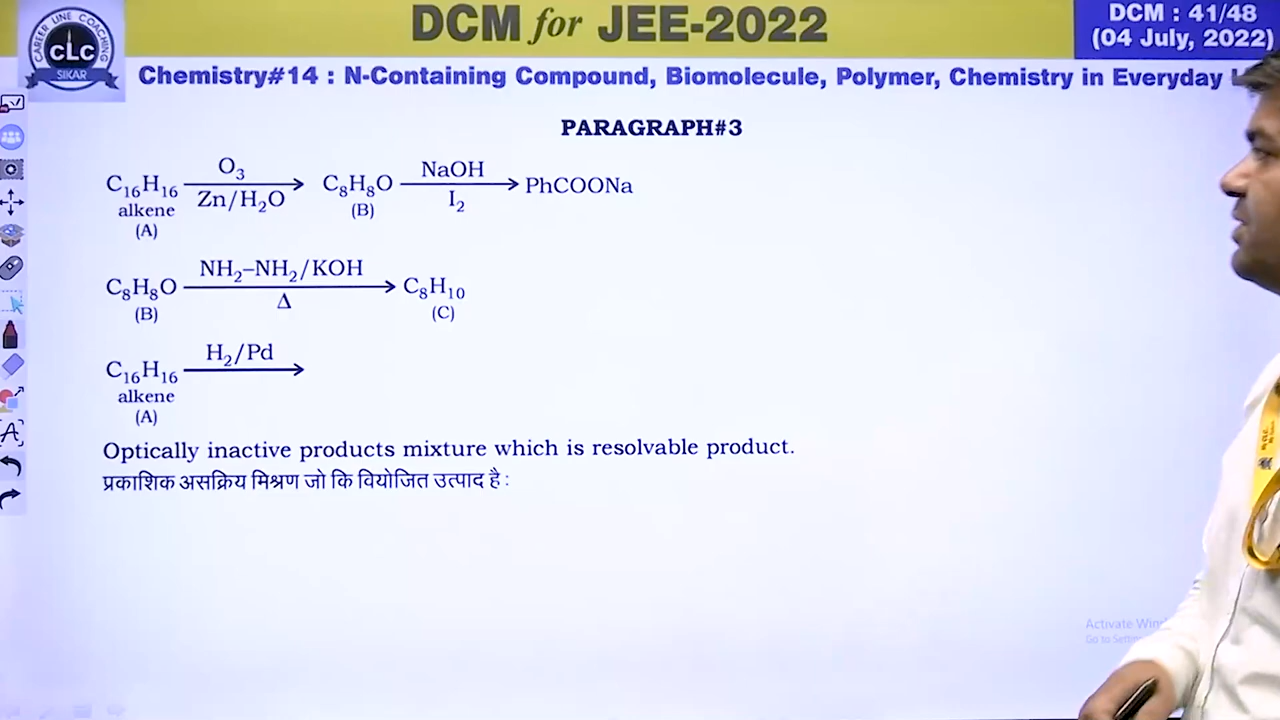 DCM for JEE-2022
DCM : 41/48
(04 July, 2022)
CAREER LINE COACHING
CLC
SIKAR
Chemistry#14 : N-Containing Compound, Biomolecule, Polymer, Chemistry in Everyday
PARAGRAPH#3
C₁₆H₁₆ alkene (A) —O₃ / Zn/H₂O→ C₈H₈O (B) —NaOH / I₂→ PhCOONa
C₈H₈O (B) —NH₂–NH₂/KOH / Δ→ C₈H₁₀ (C)
C₁₆H₁₆ alkene (A) —H₂/Pd→
Optically inactive products mixture which is resolvable product.
प्रकाशिक असक्रिय मिश्रण जो कि वियोजित उत्पाद है :
Activate
Go to